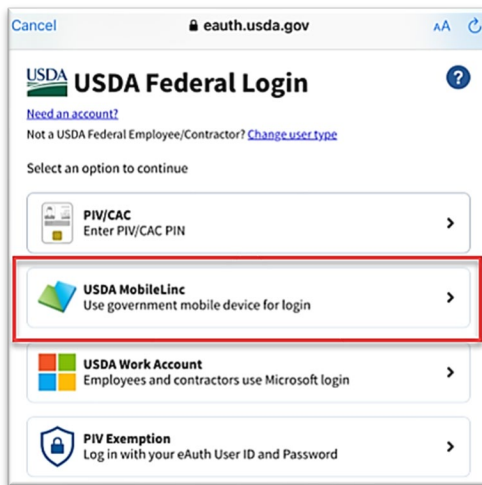 Cancel eauth.usda.gov AA
USDA USDA Federal Login ?
Need an account?
Not a USDA Federal Employee/Contractor? Change user type
Select an option to continue
PIV/CAC
Enter PIV/CAC PIN
USDA MobileLinc
Use government mobile device for login
USDA Work Account
Employees and contractors use Microsoft login
PIV Exemption
Log in with your eAuth User ID and Password